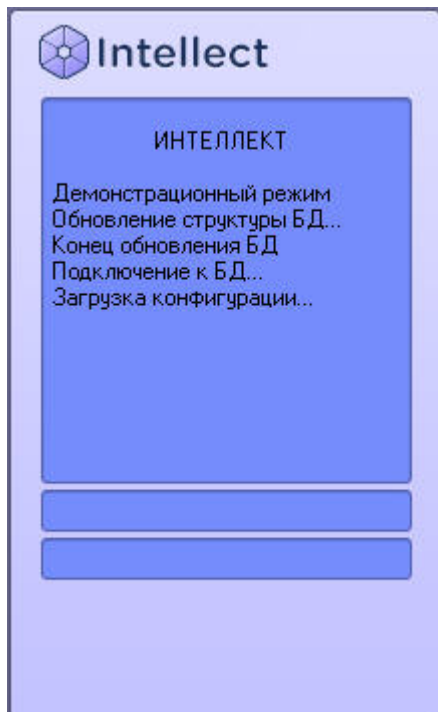 Intellect
ИНТЕЛЛЕКТ
Демонстрационный режим
Обновление структуры БД...
Конец обновления БД
Подключение к БД...
Загрузка конфигурации...